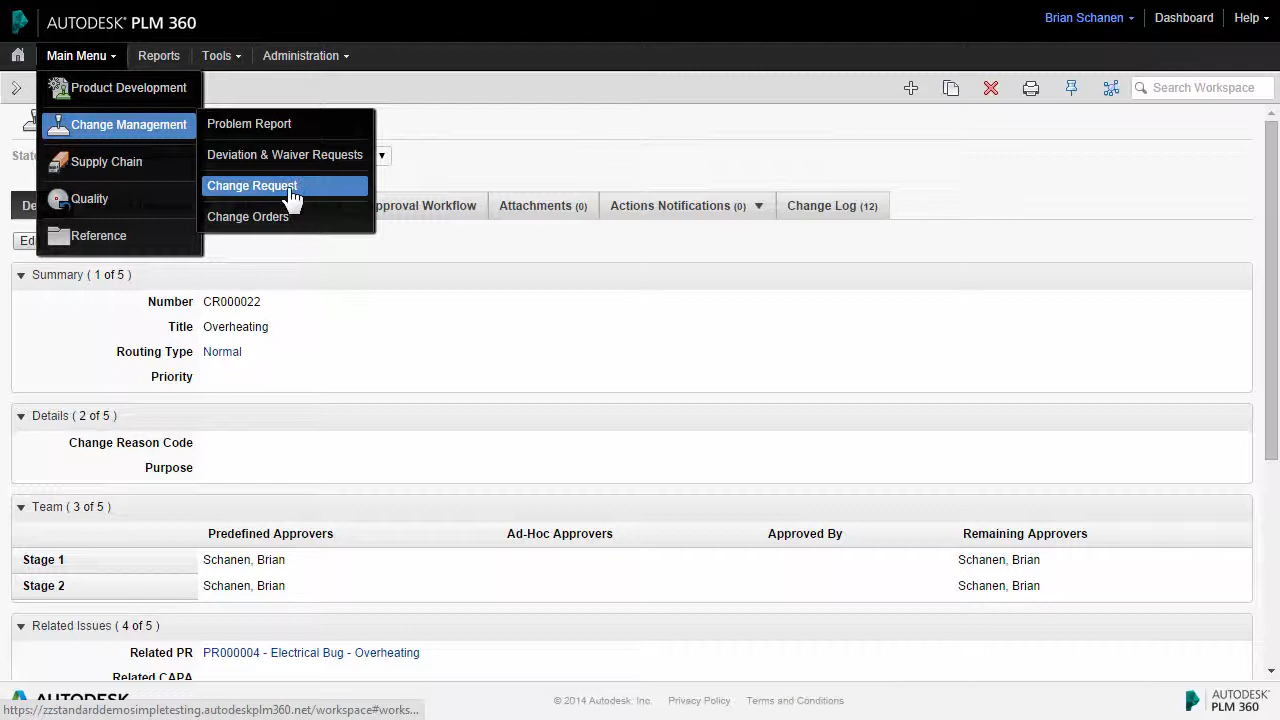 AUTODESK® PLM 360
Brian Schanen
Dashboard
Help
Main Menu
Reports
Tools
Administration
Product Development
Change Management
Supply Chain
Quality
Reference
Problem Report
Deviation & Waiver Requests
Change Request
Change Orders
Search Workspace
Approval Workflow
Attachments (0)
Actions Notifications (0)
Change Log (12)
Summary ( 1 of 5 )
Number CR000022
Title Overheating
Routing Type Normal
Priority
Details ( 2 of 5 )
Change Reason Code
Purpose
Team ( 3 of 5 )
Predefined Approvers Ad-Hoc Approvers Approved By Remaining Approvers
Stage 1 Schanen, Brian Schanen, Brian
Stage 2 Schanen, Brian Schanen, Brian
Related Issues ( 4 of 5 )
Related PR PR000004 - Electrical Bug - Overheating
Related CAPA
AUTODESK
https://zzstandarddemosimpletesting.autodeskplm360.net/workspace#works...
© 2014 Autodesk, Inc. Privacy Policy Terms and Conditions
AUTODESK®
PLM 360